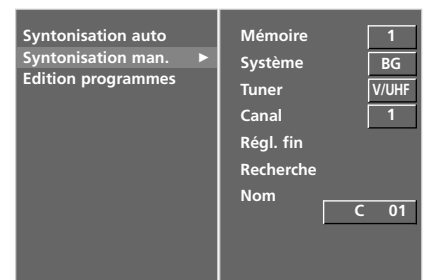 Syntonisation auto
Syntonisation man. ►
Edition programmes
Mémoire 1
Système BG
Tuner V/UHF
Canal 1
Régl. fin
Recherche
Nom
C 01